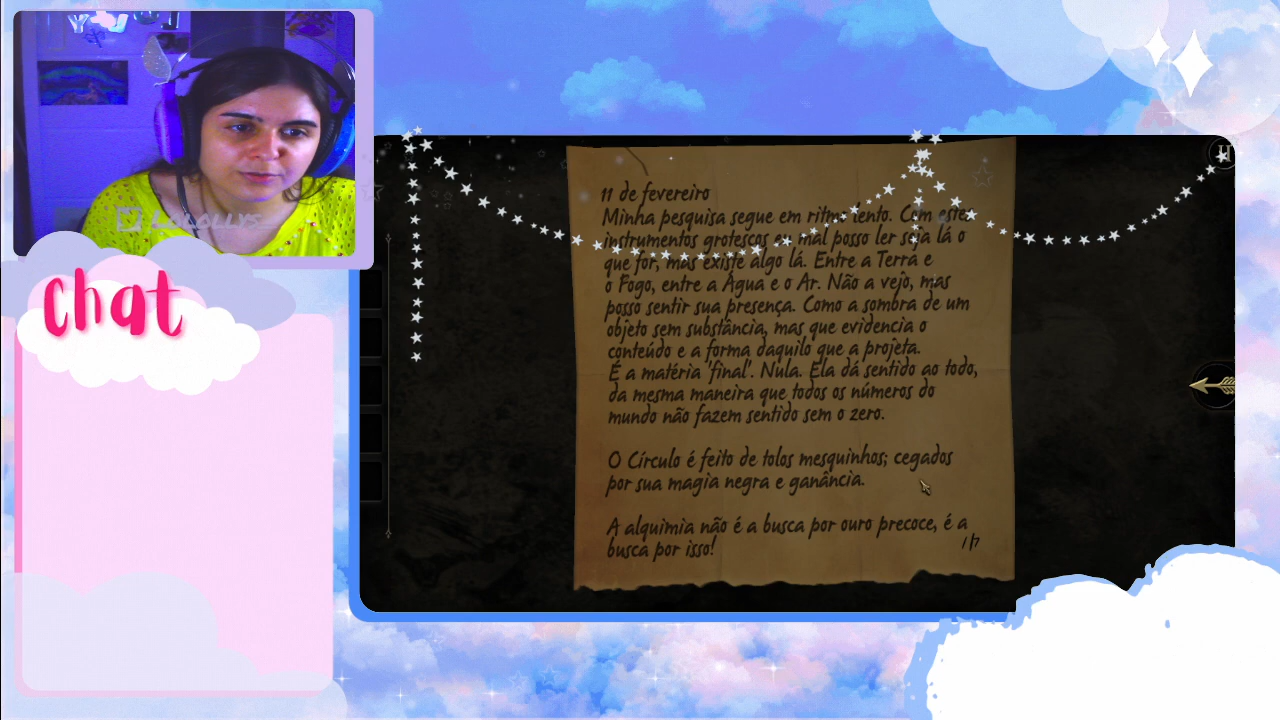 Lolollys
chat
11 de fevereiro
Minha pesquisa segue em ritmo lento. Com estes
instrumentos grotescos eu mal posso ler seja lá o
que for, mas existe algo lá. Entre a Terra e
o Fogo, entre a Água e o Ar. Não a vejo, mas
posso sentir sua presença. Como a sombra de um
objeto sem substância, mas que evidencia o
conteúdo e a forma daquilo que a projeta.
É a matéria 'final'. Nula. Ela dá sentido ao todo,
da mesma maneira que todos os números do
mundo não fazem sentido sem o zero.
O Círculo é feito de tolos mesquinhos; cegados
por sua magia negra e ganância.
A alquimia não é a busca por ouro precoce, é a
busca por isso!
1/7